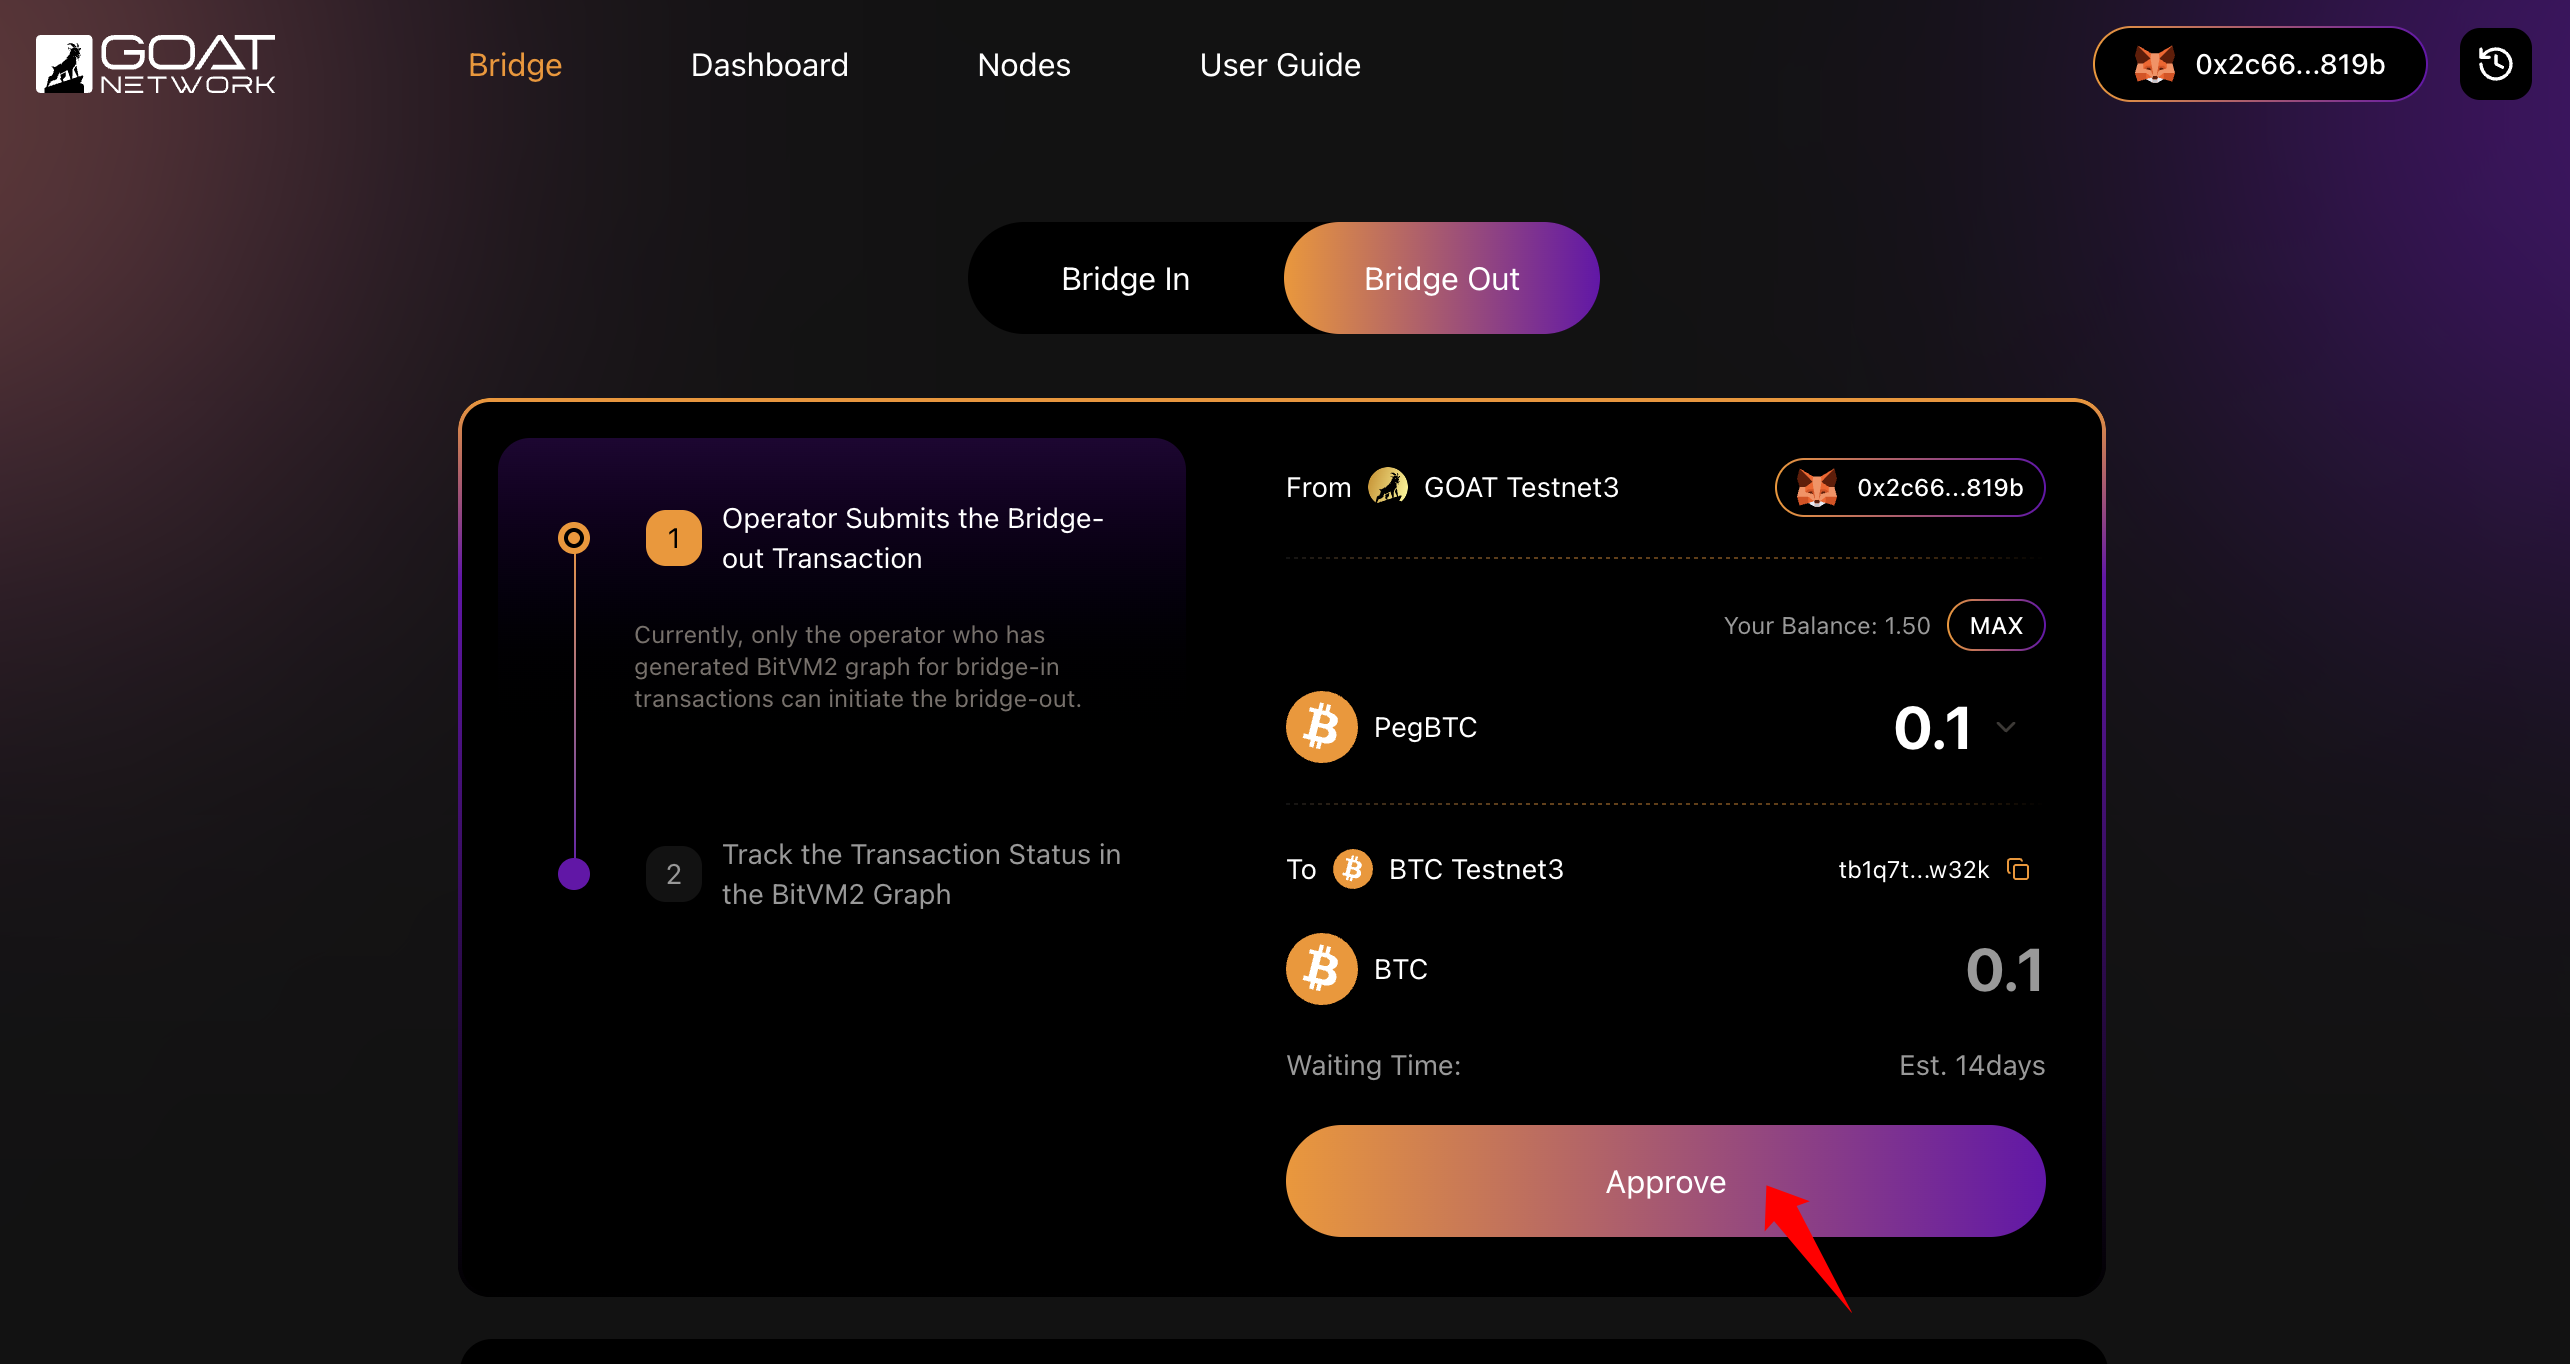 GOAT
NETWORK
Bridge
Dashboard
Nodes
User Guide
0x2c66...819b
Bridge In
Bridge Out
1
Operator Submits the Bridge-
out Transaction
Currently, only the operator who has
generated BitVM2 graph for bridge-in
transactions can initiate the bridge-out.
2
Track the Transaction Status in
the BitVM2 Graph
From
GOAT Testnet3
0x2c66...819b
Your Balance: 1.50
MAX
PegBTC
0.1
To
BTC Testnet3
tb1q7t...w32k
BTC
0.1
Waiting Time:
Est. 14days
Approve